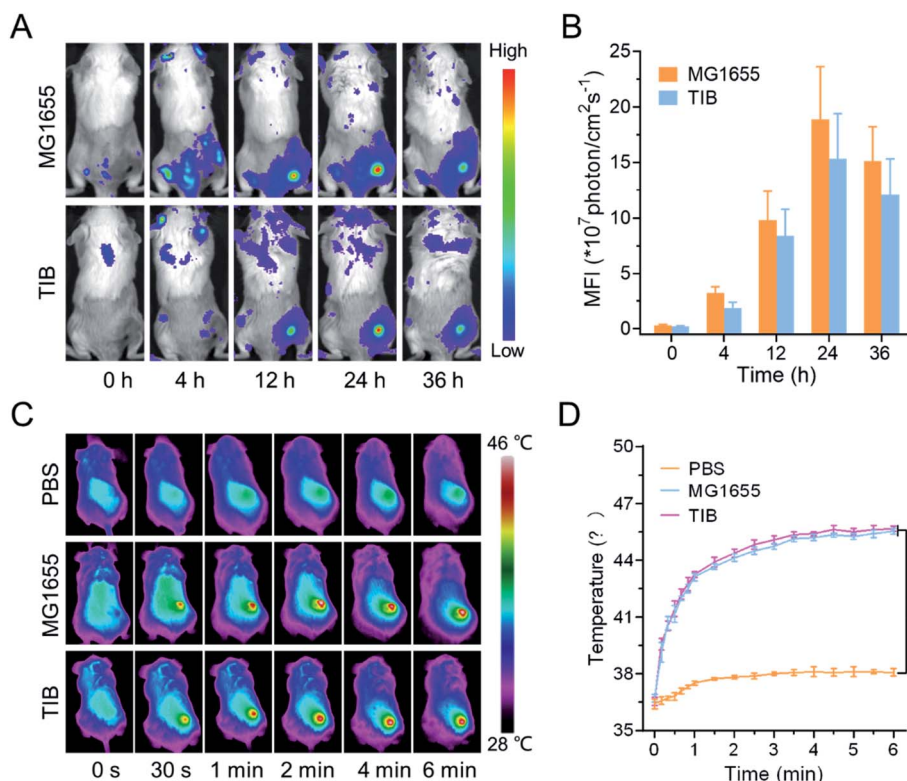 A
MG1655
TIB
0 h 4 h 12 h 24 h 36 h
High
Low
B
MFI (*10⁷photon/cm²s⁻¹)
25
20
15
10
5
0
MG1655
TIB
0 4 12 24 36
Time (h)
C
PBS
MG1655
TIB
0 s 30 s 1 min 2 min 4 min 6 min
46 ℃
28 ℃
D
Temperature (? )
50
47
44
41
38
35
PBS
MG1655
TIB
0 1 2 3 4 5 6
Time (min)